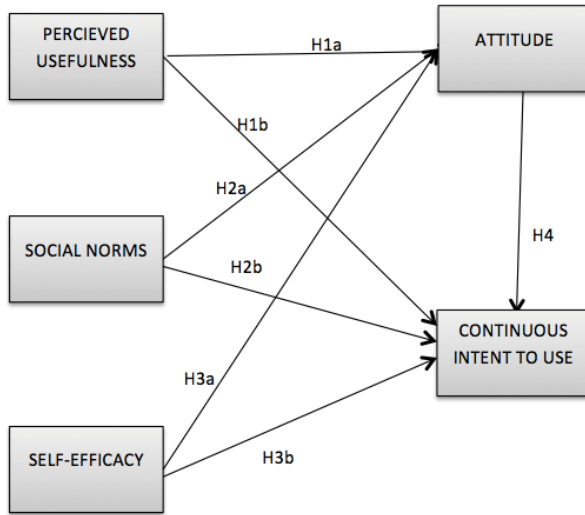 PERCIEVED
USEFULNESS
H1a
ATTITUDE
H1b
H2a
SOCIAL NORMS
H2b
H4
CONTINUOUS
INTENT TO USE
H3a
SELF-EFFICACY
H3b